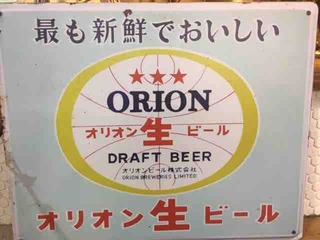 最も新鮮でおいしい
ORION
オリオン生ビール
DRAFT BEER
オリオンビール株式会社
ORION BREWERIES LIMITED
オリオン生ビール